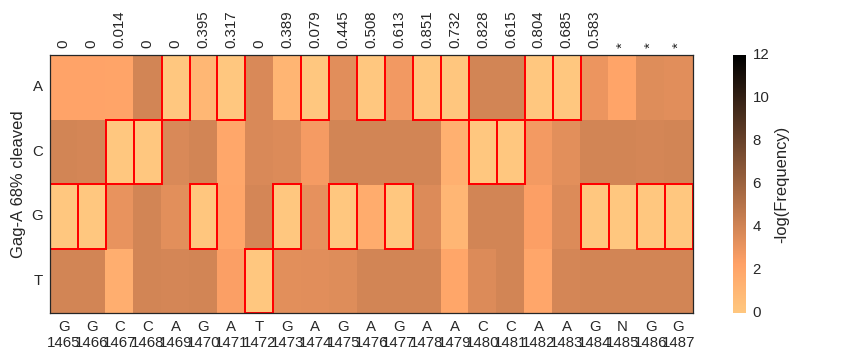 0 0 0.014 0 0 0.395 0.317 0 0.389 0.079 0.445 0.508 0.613 0.851 0.732 0.828 0.615 0.804 0.685 0.583 * * *
Gag-A 68% cleaved
A
C
G
T
G G C C A G A T G A G A G A A C C A A G N G G
1465 1466 1467 1468 1469 1470 1471 1472 1473 1474 1475 1476 1477 1478 1479 1480 1481 1482 1483 1484 1485 1486 1487
12
10
8
6
4
2
0
-log(Frequency)